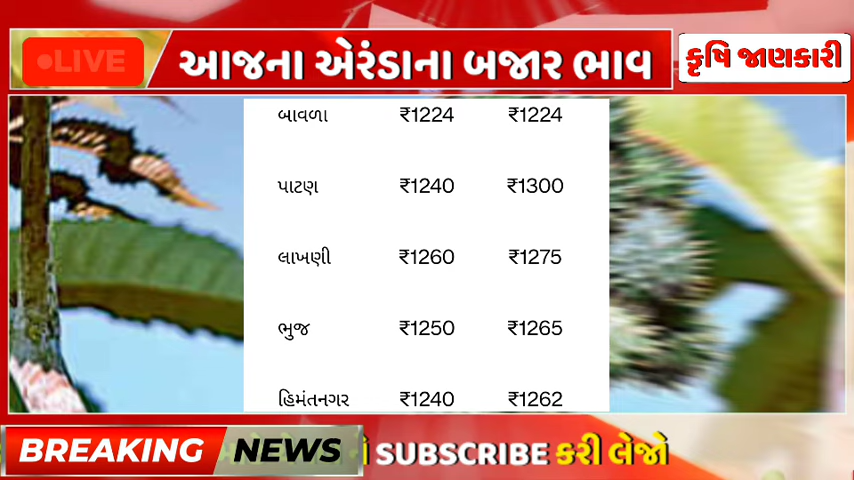 LIVE
આજના એરંડાના બજાર ભાવ
કૃષિ જાણકારી
બાવળા ₹1224 ₹1224
પાટણ ₹1240 ₹1300
લાખણી ₹1260 ₹1275
ભુજ ₹1250 ₹1265
હિમંતનગર ₹1240 ₹1262
BREAKING NEWS
SUBSCRIBE કરી લેજો